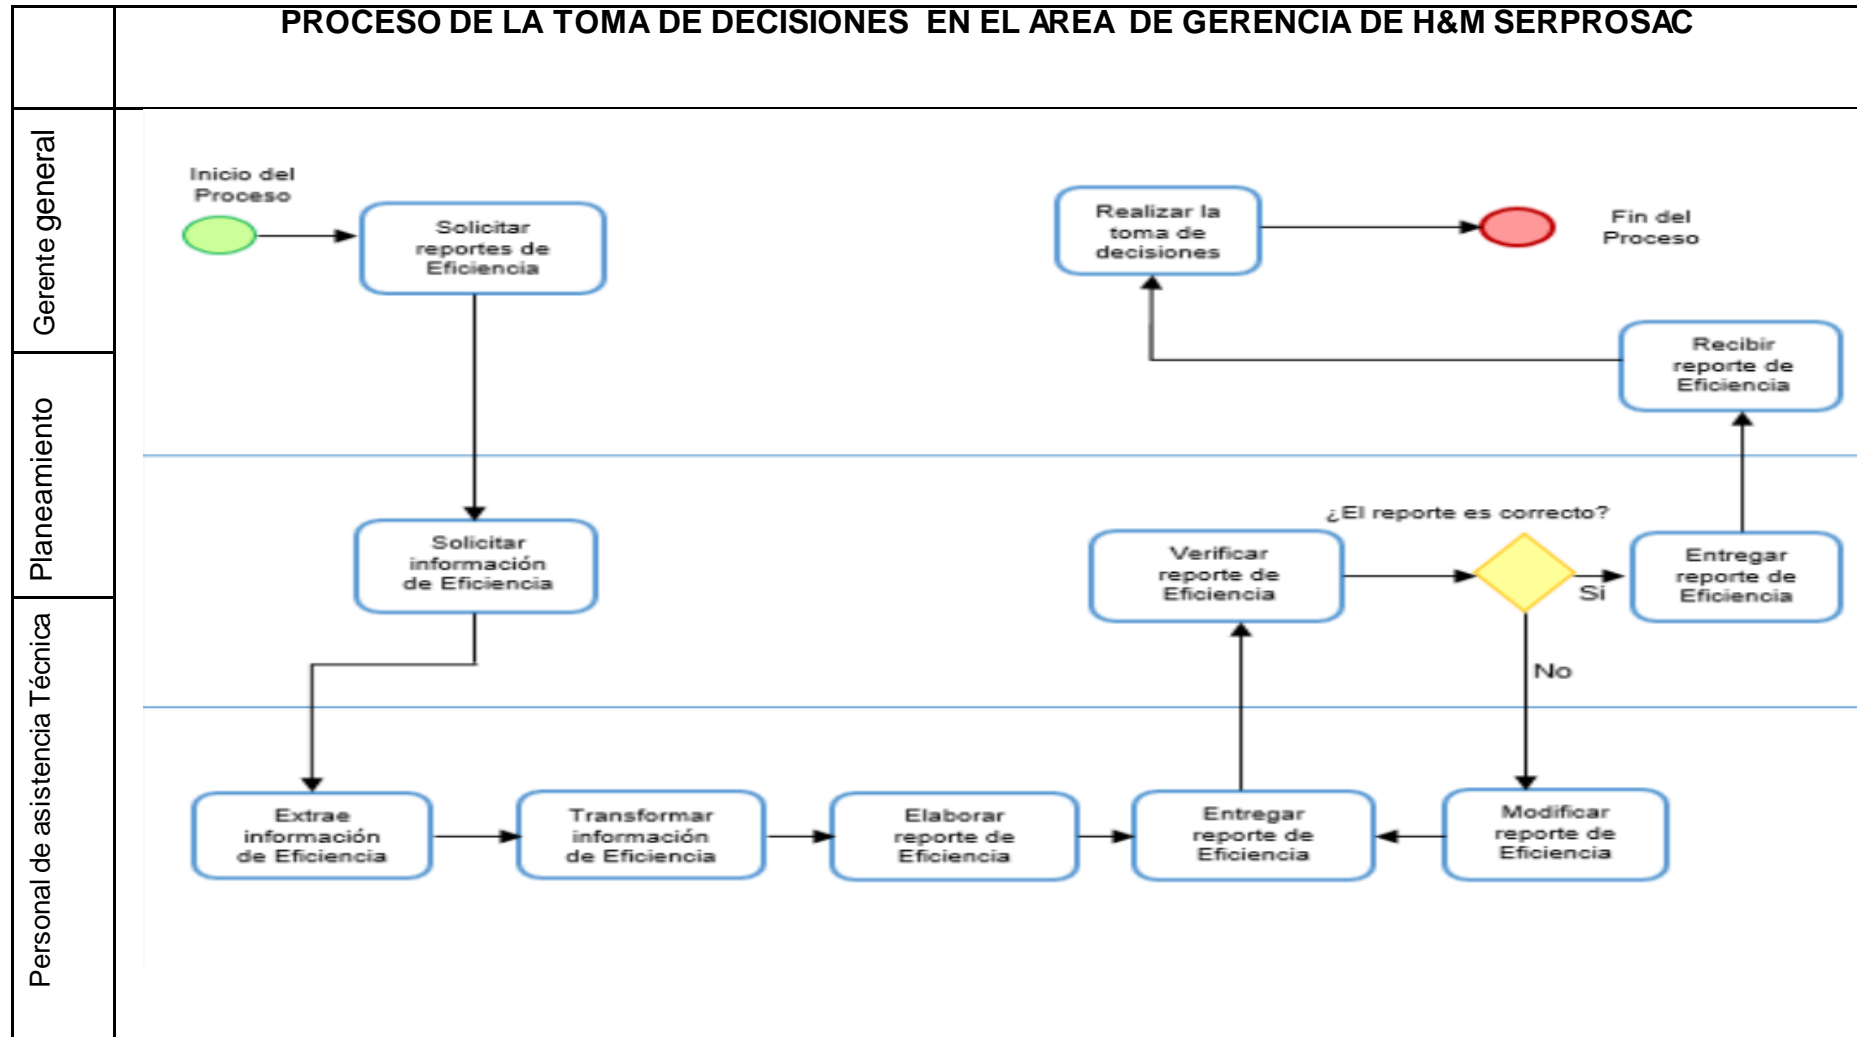 PROCESO DE LA TOMA DE DECISIONES EN EL AREA DE GERENCIA DE H&M SERPROSAC
Gerente general
Inicio del
Proceso
Solicitar
reportes de
Eficiencia
Realizar la
toma de
decisiones
Fin del
Proceso
Recibir
reporte de
Eficiencia
Planeamiento
Solicitar
información
de Eficiencia
Verificar
reporte de
Eficiencia
¿El reporte es correcto?
Si
No
Entregar
reporte de
Eficiencia
Personal de asistencia Técnica
Extrae
información
de Eficiencia
Transformar
información
de Eficiencia
Elaborar
reporte de
Eficiencia
Entregar
reporte de
Eficiencia
Modificar
reporte de
Eficiencia